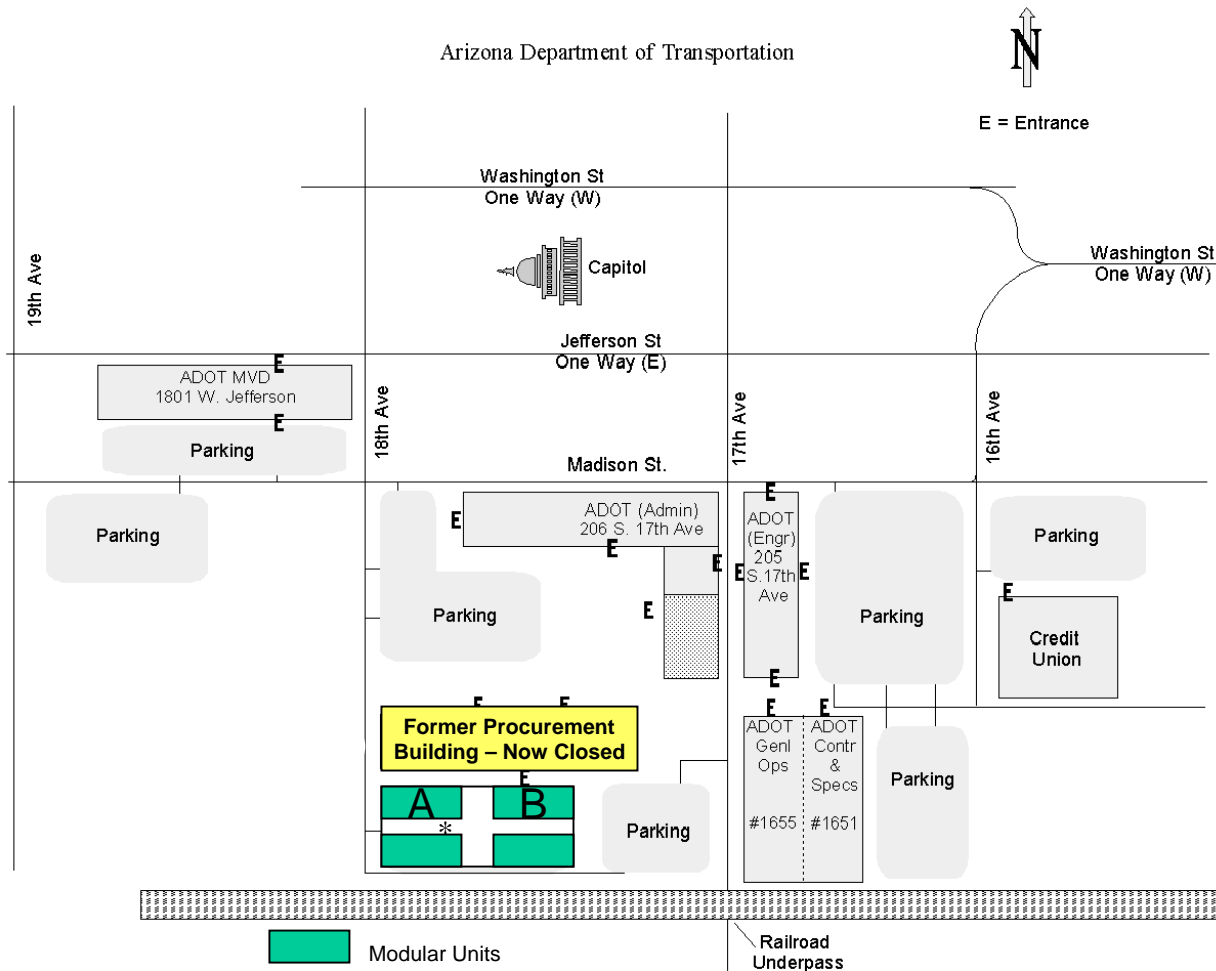 Arizona Department of Transportation
N
E = Entrance
Washington St
One Way (W)
Capitol
Washington St
One Way (W)
19th Ave
Jefferson St
One Way (E)
E
ADOT MVD
1801 W. Jefferson
E
Parking
18th Ave
17th Ave
16th Ave
Madison St.
Parking
E
ADOT (Admin)
206 S. 17th Ave
E
E
E
Parking
E
ADOT
(Engr)
205
S.17th
Ave
E
E
E
Parking
Parking
E
Credit
Union
E
E
Former Procurement
Building – Now Closed
E
A
B
*
Parking
E
E
ADOT
Genl
Ops
#1655
ADOT
Contr
&
Specs
#1651
Parking
Modular Units
Railroad
Underpass